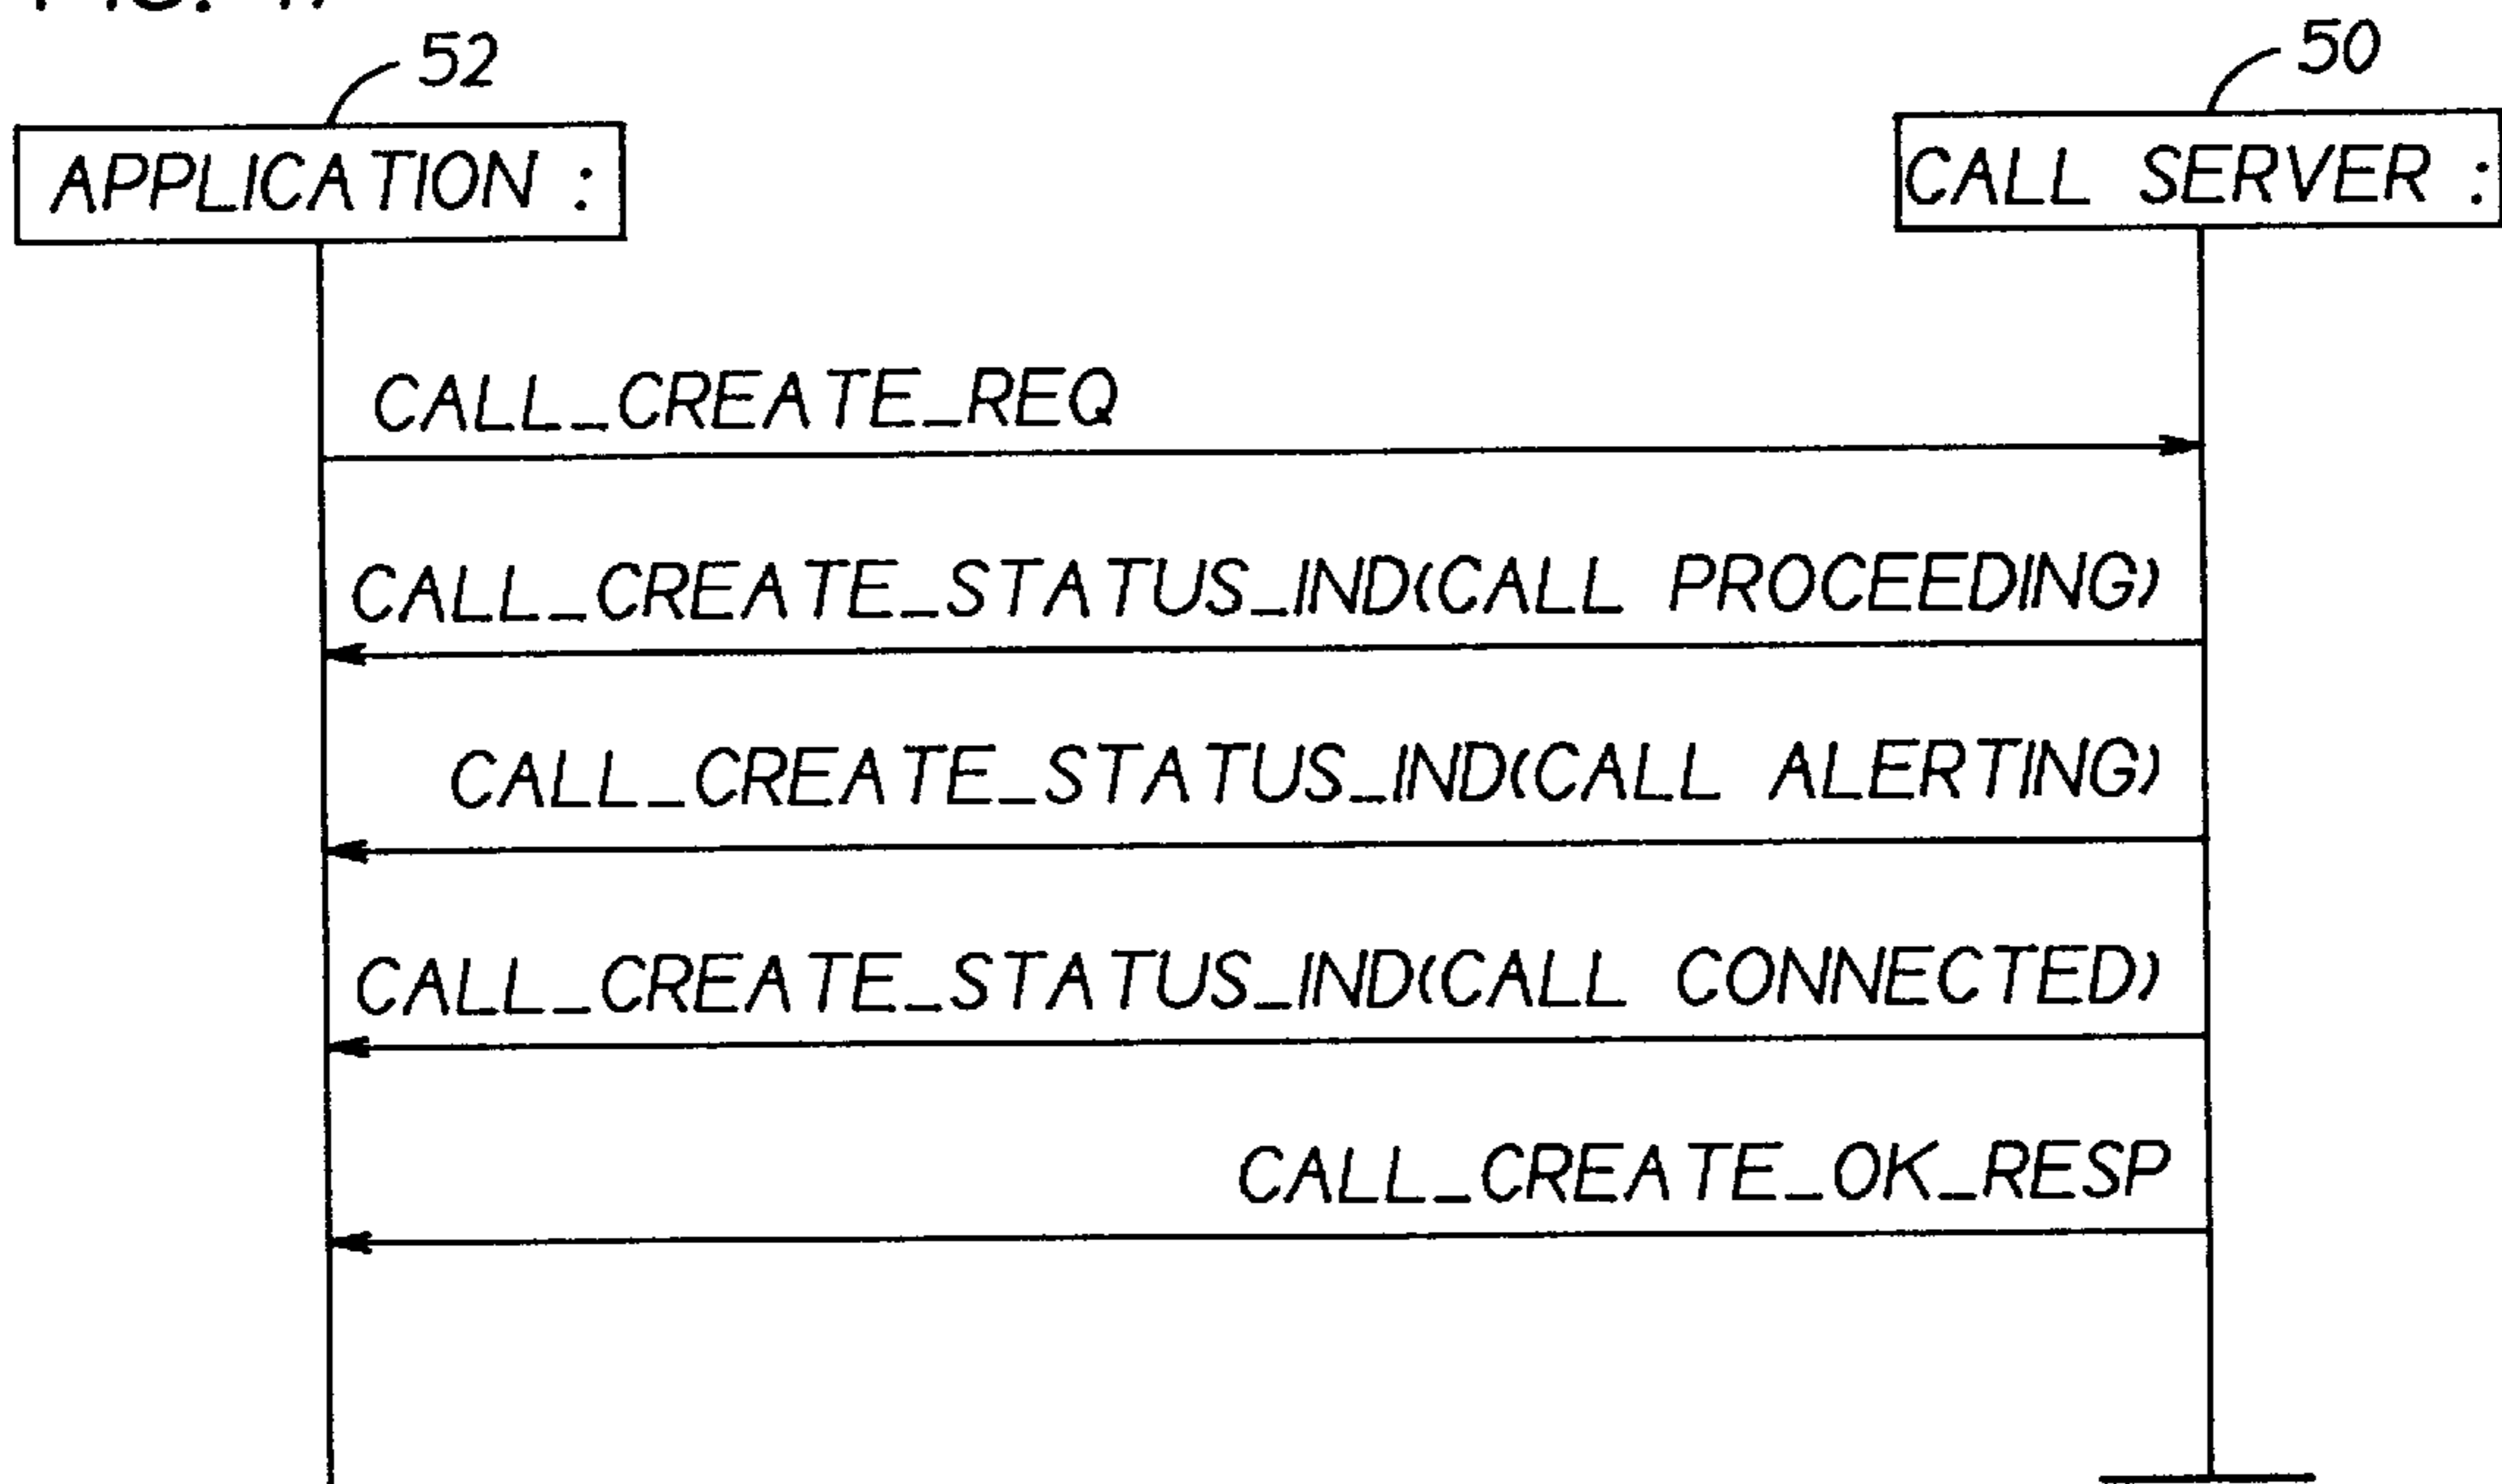 52
50
APPLICATION :
CALL SERVER :
CALL_CREATE_REQ
CALL_CREATE_STATUS_IND(CALL PROCEEDING)
CALL_CREATE_STATUS_IND(CALL ALERTING)
CALL_CREATE_STATUS_IND(CALL CONNECTED)
CALL_CREATE_OK_RESP